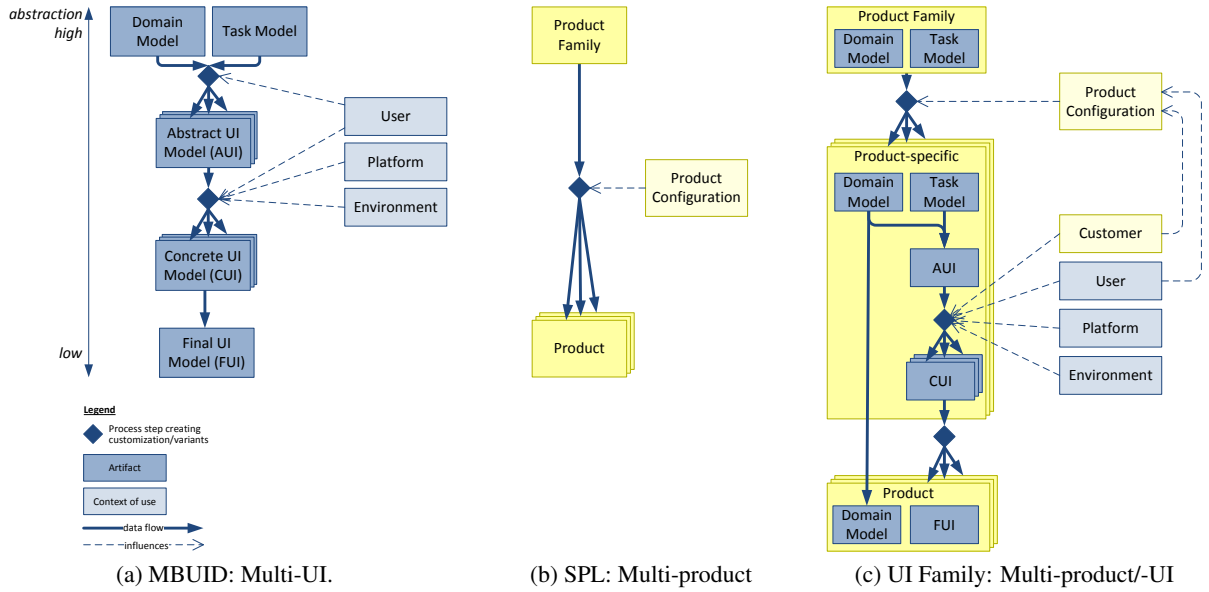 abstraction
high
low
Domain
Model
Task Model
Abstract UI
Model (AUI)
Concrete UI
Model (CUI)
Final UI
Model (FUI)
User
Platform
Environment
Legend
Process step creating
customization/variants
Artifact
Context of use
data flow
influences
(a) MBUID: Multi-UI.
Product
Family
Product
Configuration
Product
(b) SPL: Multi-product
Product Family
Domain
Model
Task
Model
Product
Configuration
Product-specific
Domain
Model
Task
Model
AUI
CUI
Customer
User
Platform
Environment
Product
Domain
Model
FUI
(c) UI Family: Multi-product/-UI